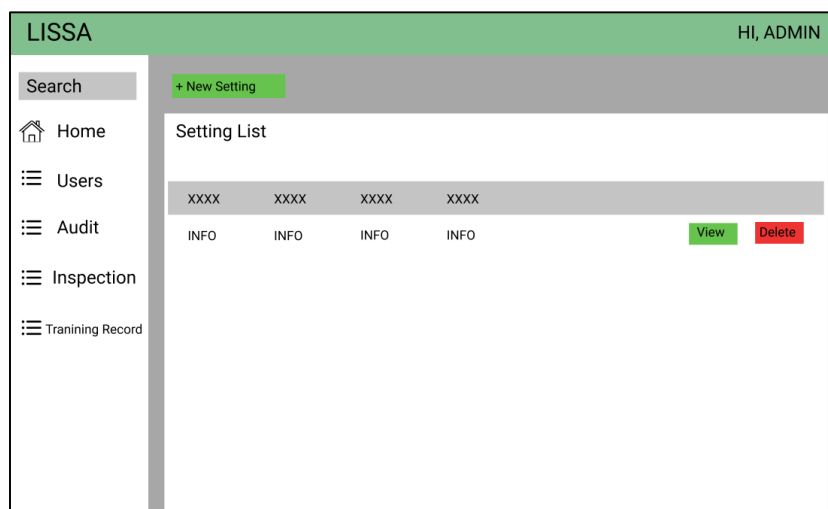 LISSA
HI, ADMIN
Search
Home
Users
Audit
Inspection
Tranining Record
+ New Setting
Setting List
XXXX XXXX XXXX XXXX
INFO INFO INFO INFO View Delete